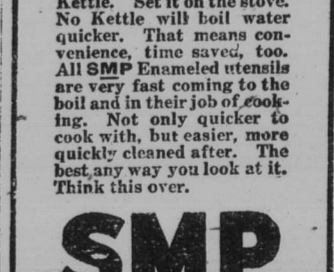 Kettle. Set it on the stove.
No Kettle will boil water
quicker. That means con-
venience, time saved, too.
All SMP Enameled utensils
are very fast coming to the
boil and in their job of cook-
ing. Not only quicker to
cook with, but easier, more
quickly cleaned after. The
best any way you look at it.
Think this over.
SMP